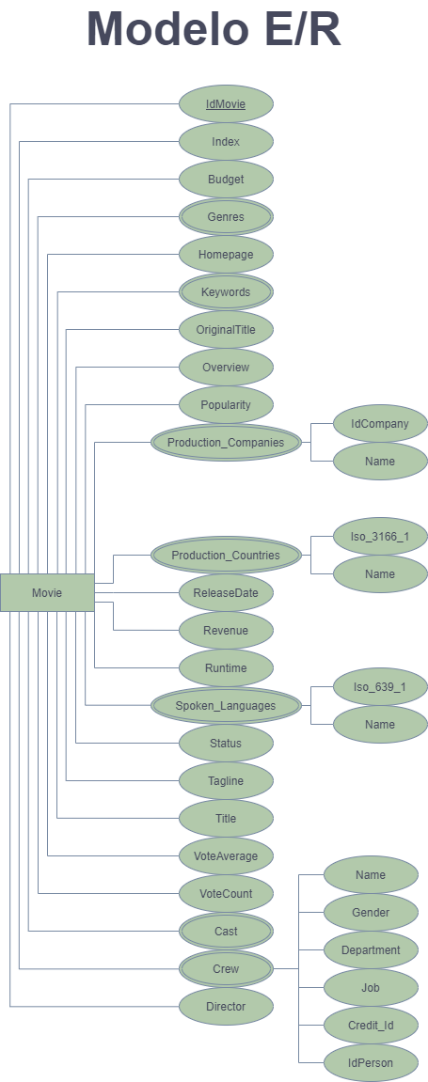 Modelo E/R
IdMovie
Index
Budget
Genres
Homepage
Keywords
OriginalTitle
Overview
Popularity
Production_Companies
IdCompany
Name
Production_Countries
Iso_3166_1
Name
Movie
ReleaseDate
Revenue
Runtime
Spoken_Languages
Iso_639_1
Name
Status
Tagline
Title
VoteAverage
VoteCount
Cast
Crew
Name
Gender
Department
Job
Credit_Id
IdPerson
Director